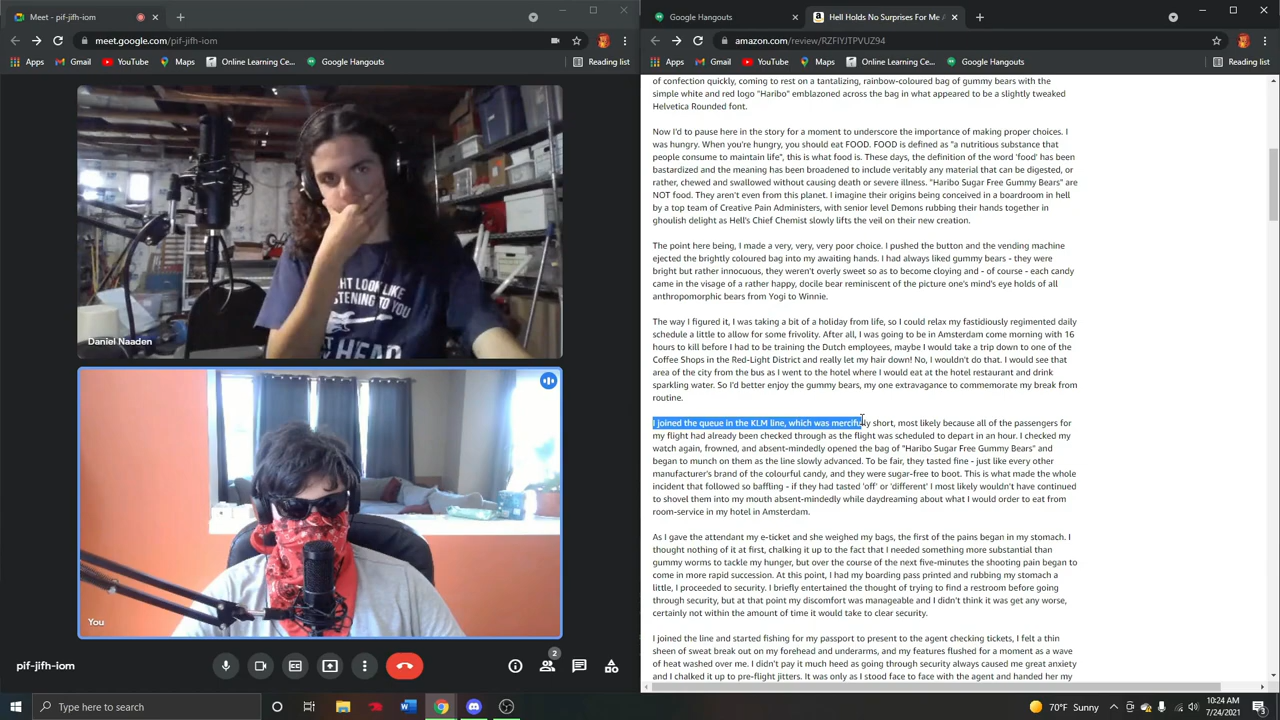 Meet - pif-jifh-iom
meet.google.com/pif-jifh-iom
Apps
Gmail
YouTube
Maps
Online Learning Ce...
Google Hangouts
Reading list
IGHT LOOK LIKE
STENING TO
YOU
Daniel Naaden
You
pif-jifh-iom
2
Google Hangouts
Hell Holds No Surprises For Me
amazon.com/review/RZFIYJTPVUZ94
Apps
Gmail
YouTube
Maps
Online Learning Ce...
Google Hangouts
Reading list
of confection quickly, coming to rest on a tantalizing, rainbow-coloured bag of gummy bears with the
simple white and red logo "Haribo" emblazoned across the bag in what appeared to be a slightly tweaked
Helvetica Rounded font.
Now I'd to pause here in the story for a moment to underscore the importance of making proper choices. I
was hungry. When you're hungry, you should eat FOOD. FOOD is defined as "a nutritious substance that
people consume to maintain life", this is what food is. These days, the definition of the word 'food' has been
bastardized and the meaning has been broadened to include veritably any material that can be digested, or
rather, chewed and swallowed without causing death or severe illness. "Haribo Sugar Free Gummy Bears" are
NOT food. They aren't even from this planet. I imagine their origins being conceived in a boardroom in hell
by a top team of Creative Pain Administers, with senior level Demons rubbing their hands together in
ghoulish delight as Hell's Chief Chemist slowly lifts the veil on their new creation.
The point here being, I made a very, very, very poor choice. I pushed the button and the vending machine
ejected the brightly coloured bag into my awaiting hands. I had always liked gummy bears - they were
bright but rather innocuous, they weren't overly sweet so as to become cloying and - of course - each candy
came in the visage of a rather happy, docile bear reminiscent of the picture one's mind's eye holds of all
anthropomorphic bears from Yogi to Winnie.
The way I figured it, I was taking a bit of a holiday from life, so I could relax my fastidiously regimented daily
schedule a little to allow for some frivolity. After all, I was going to be in Amsterdam come morning with 16
hours to kill before I had to be training the Dutch employees, maybe I would take a trip down to one of the
Coffee Shops in the Red-Light District and really let my hair down! No, I wouldn't do that. I would see that
area of the city from the bus as I went to the hotel where I would eat at the hotel restaurant and drink
sparkling water. So I'd better enjoy the gummy bears, my one extravagance to commemorate my break from
routine.
I joined the queue in the KLM line, which was mercifully short, most likely because all of the passengers for
my flight had already been checked through as the flight was scheduled to depart in an hour. I checked my
watch again, frowned, and absent-mindedly opened the bag of "Haribo Sugar Free Gummy Bears" and
began to munch on them as the line slowly advanced. To be fair, they tasted fine - just like every other
manufacturer's brand of the colourful candy, and they were sugar-free to boot. This is what made the whole
incident that followed so baffling - if they had tasted 'off' or 'different' I most likely wouldn't have continued
to shovel them into my mouth absent-mindedly while daydreaming about what I would order to eat from
room-service in my hotel in Amsterdam.
As I gave the attendant my e-ticket and she weighed my bags, the first of the pains began in my stomach. I
thought nothing of it at first, chalking it up to the fact that I needed something more substantial than
gummy worms to tackle my hunger, but over the course of the next five-minutes the shooting pain began to
come in more rapid succession. At this point, I had my boarding pass printed and rubbing my stomach a
little, I proceeded to security. I briefly entertained the thought of trying to find a restroom before going
through security, but at that point my discomfort was manageable and I didn't think it was get any worse,
certainly not within the amount of time it would take to clear security.
I joined the line and started fishing for my passport to present to the agent checking tickets, I felt a thin
sheen of sweat break out on my forehead and underarms, and my features flushed for a moment as a wave
of heat washed over me. I didn't pay it much heed as going through security always caused me great anxiety
and I chalked it up to pre-flight jitters. It was only as I stood face to face with the agent and handed her my
Type here to search
70°F Sunny
10:24 AM
7/24/2021
3